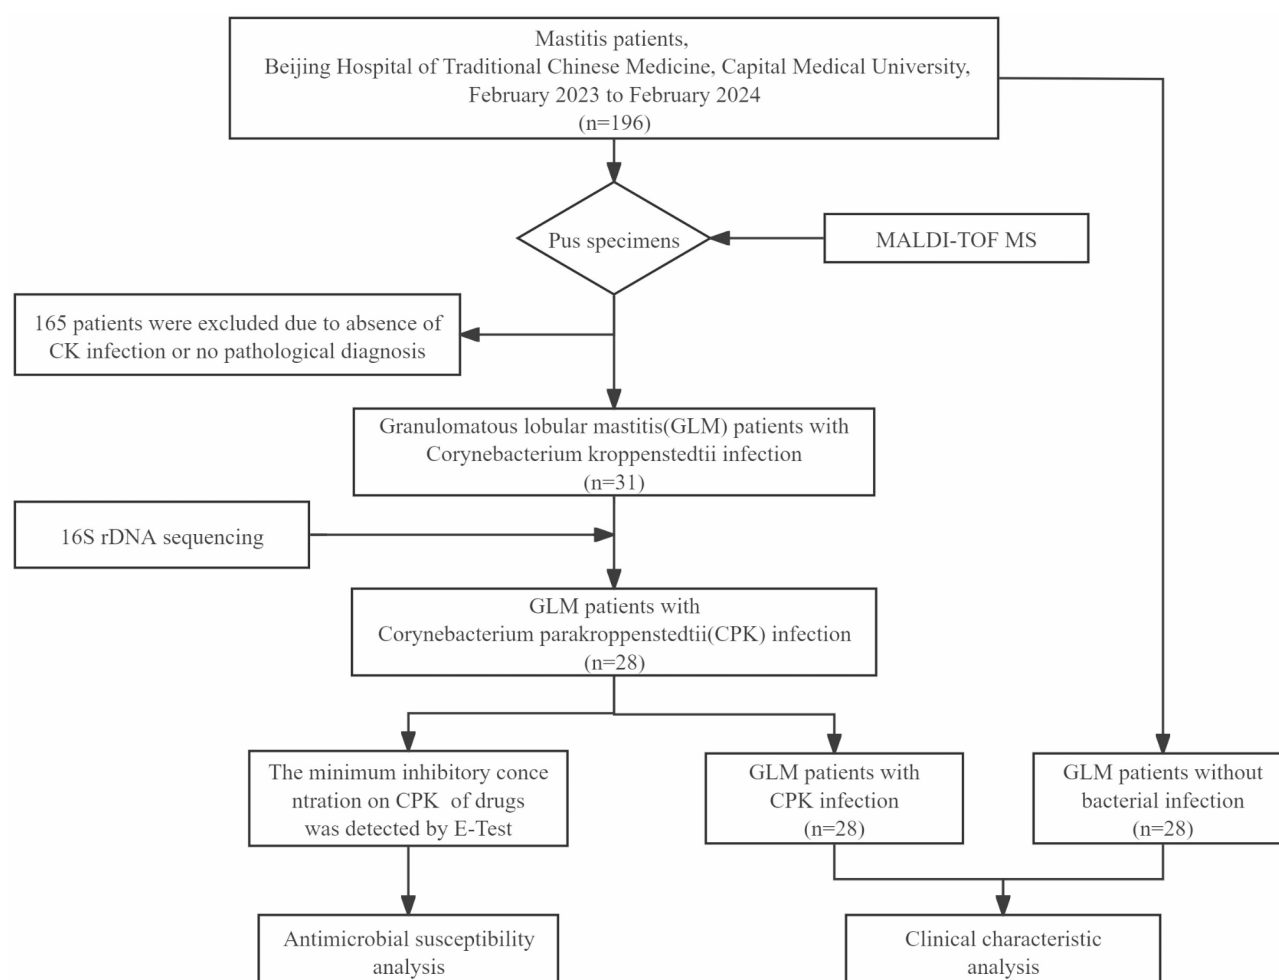 Mastitis patients,
Beijing Hospital of Traditional Chinese Medicine, Capital Medical University,
February 2023 to February 2024
(n=196)
Pus specimens
MALDI-TOF MS
165 patients were excluded due to absence of
CK infection or no pathological diagnosis
Granulomatous lobular mastitis(GLM) patients with
Corynebacterium kroppenstedtii infection
(n=31)
16S rDNA sequencing
GLM patients with
Corynebacterium parakroppenstedtii(CPK) infection
(n=28)
The minimum inhibitory conce
ntration on CPK  of drugs
was detected by E-Test
GLM patients with
CPK infection
(n=28)
GLM patients without
bacterial infection
(n=28)
Antimicrobial susceptibility
analysis
Clinical characteristic
analysis